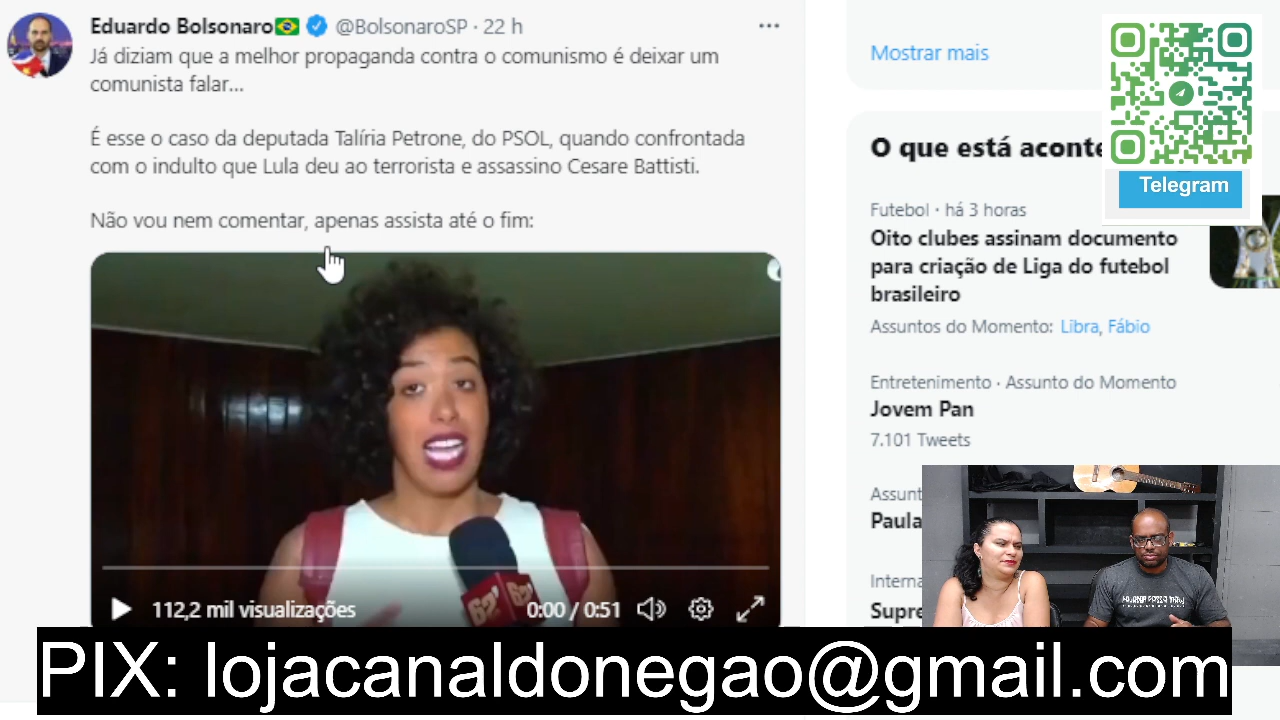 Eduardo Bolsonaro @BolsonaroSP · 22 h
Já diziam que a melhor propaganda contra o comunismo é deixar um
comunista falar...
É esse o caso da deputada Talíria Petrone, do PSOL, quando confrontada
com o indulto que Lula deu ao terrorista e assassino Cesare Battisti.
Não vou nem comentar, apenas assista até o fim:
112,2 mil visualizações
0:00 / 0:51
Mostrar mais
Telegram
O que está aconte
Futebol · há 3 horas
Oito clubes assinam documento
para criação de Liga do futebol
brasileiro
Assuntos do Momento: Libra, Fábio
Entretenimento · Assunto do Momento
Jovem Pan
7.101 Tweets
Assunt
Paula
Interna
Supre
PIX: lojacanaldonegao@gmail.com